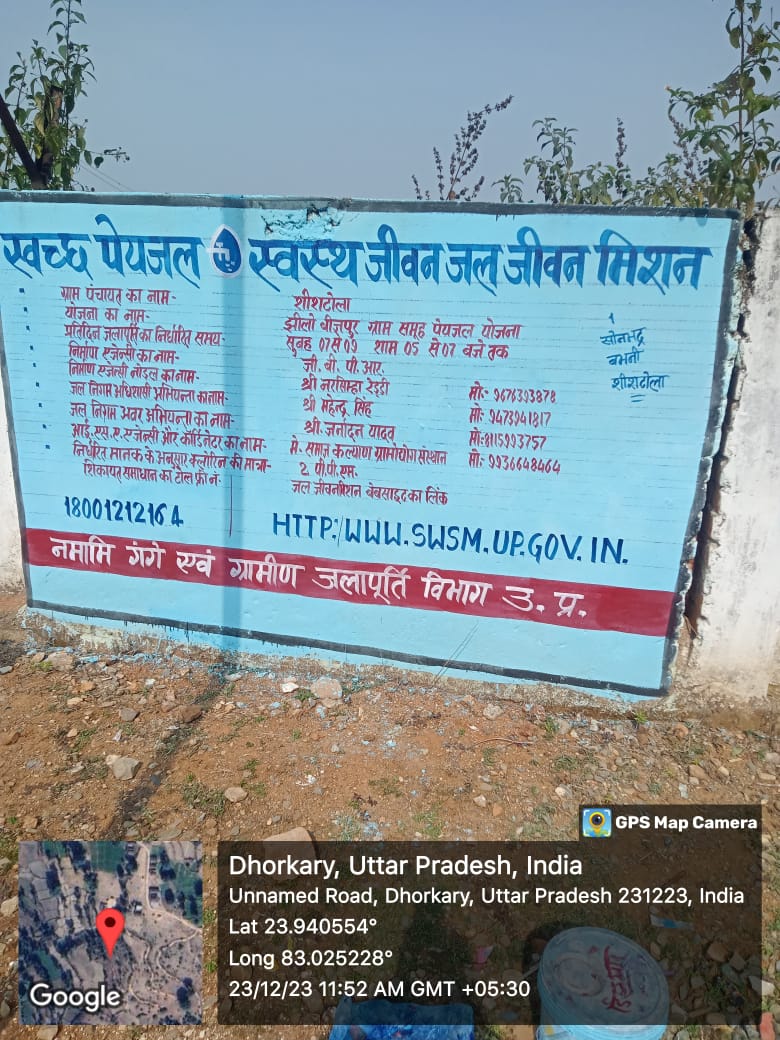 स्वच्छ पेयजल स्वस्थ जीवन जल जीवन मिशन
ग्राम पंचायत का नाम- शीशटोला
योजना का नाम- झीलो बीजपुर ग्राम समूह पेयजल योजना
प्रतिदिन जलापूर्ति का निर्धारित समय- सुबह 07 से 09 शाम 05 से 07 बजे तक
निर्माण एजेन्सी का नाम- जी. वी. पी. आर.
निर्माण एजेन्सी नोडल का नाम- श्री नरसिम्हा रेड्डी मो:- 9676393878
जल निगम अधिशासी अभियन्ता का नाम- श्री महेन्द्र सिंह मो:- 9473941817
जल निगम अवर अभियन्ता का नाम- श्री. जनार्दन यादव मो:- 8115993757
आई. एस. ए. एजेन्सी और कॉर्डिनेटर का नाम- मे. समाज कल्याण ग्रामोद्योग संस्थान मो:- 9936648464
निर्धारित मानक के अनुसार क्लोरिन की मात्रा- 2 पी. पी. एम.
शिकायत समाधान का टोल फ्री नं- जल जीवन मिशन वेबसाइट का लिंक
18001212164 HTTP:/WWW.SWSM.UP.GOV.IN.
नमामि गंगे एवं ग्रामीण जलापूर्ति विभाग उ. प्र.
1
सोनभद्र
बभनी
शीशटोला
GPS Map Camera
Dhorkary, Uttar Pradesh, India
Unnamed Road, Dhorkary, Uttar Pradesh 231223, India
Lat 23.940554°
Long 83.025228°
23/12/23 11:52 AM GMT +05:30
Google